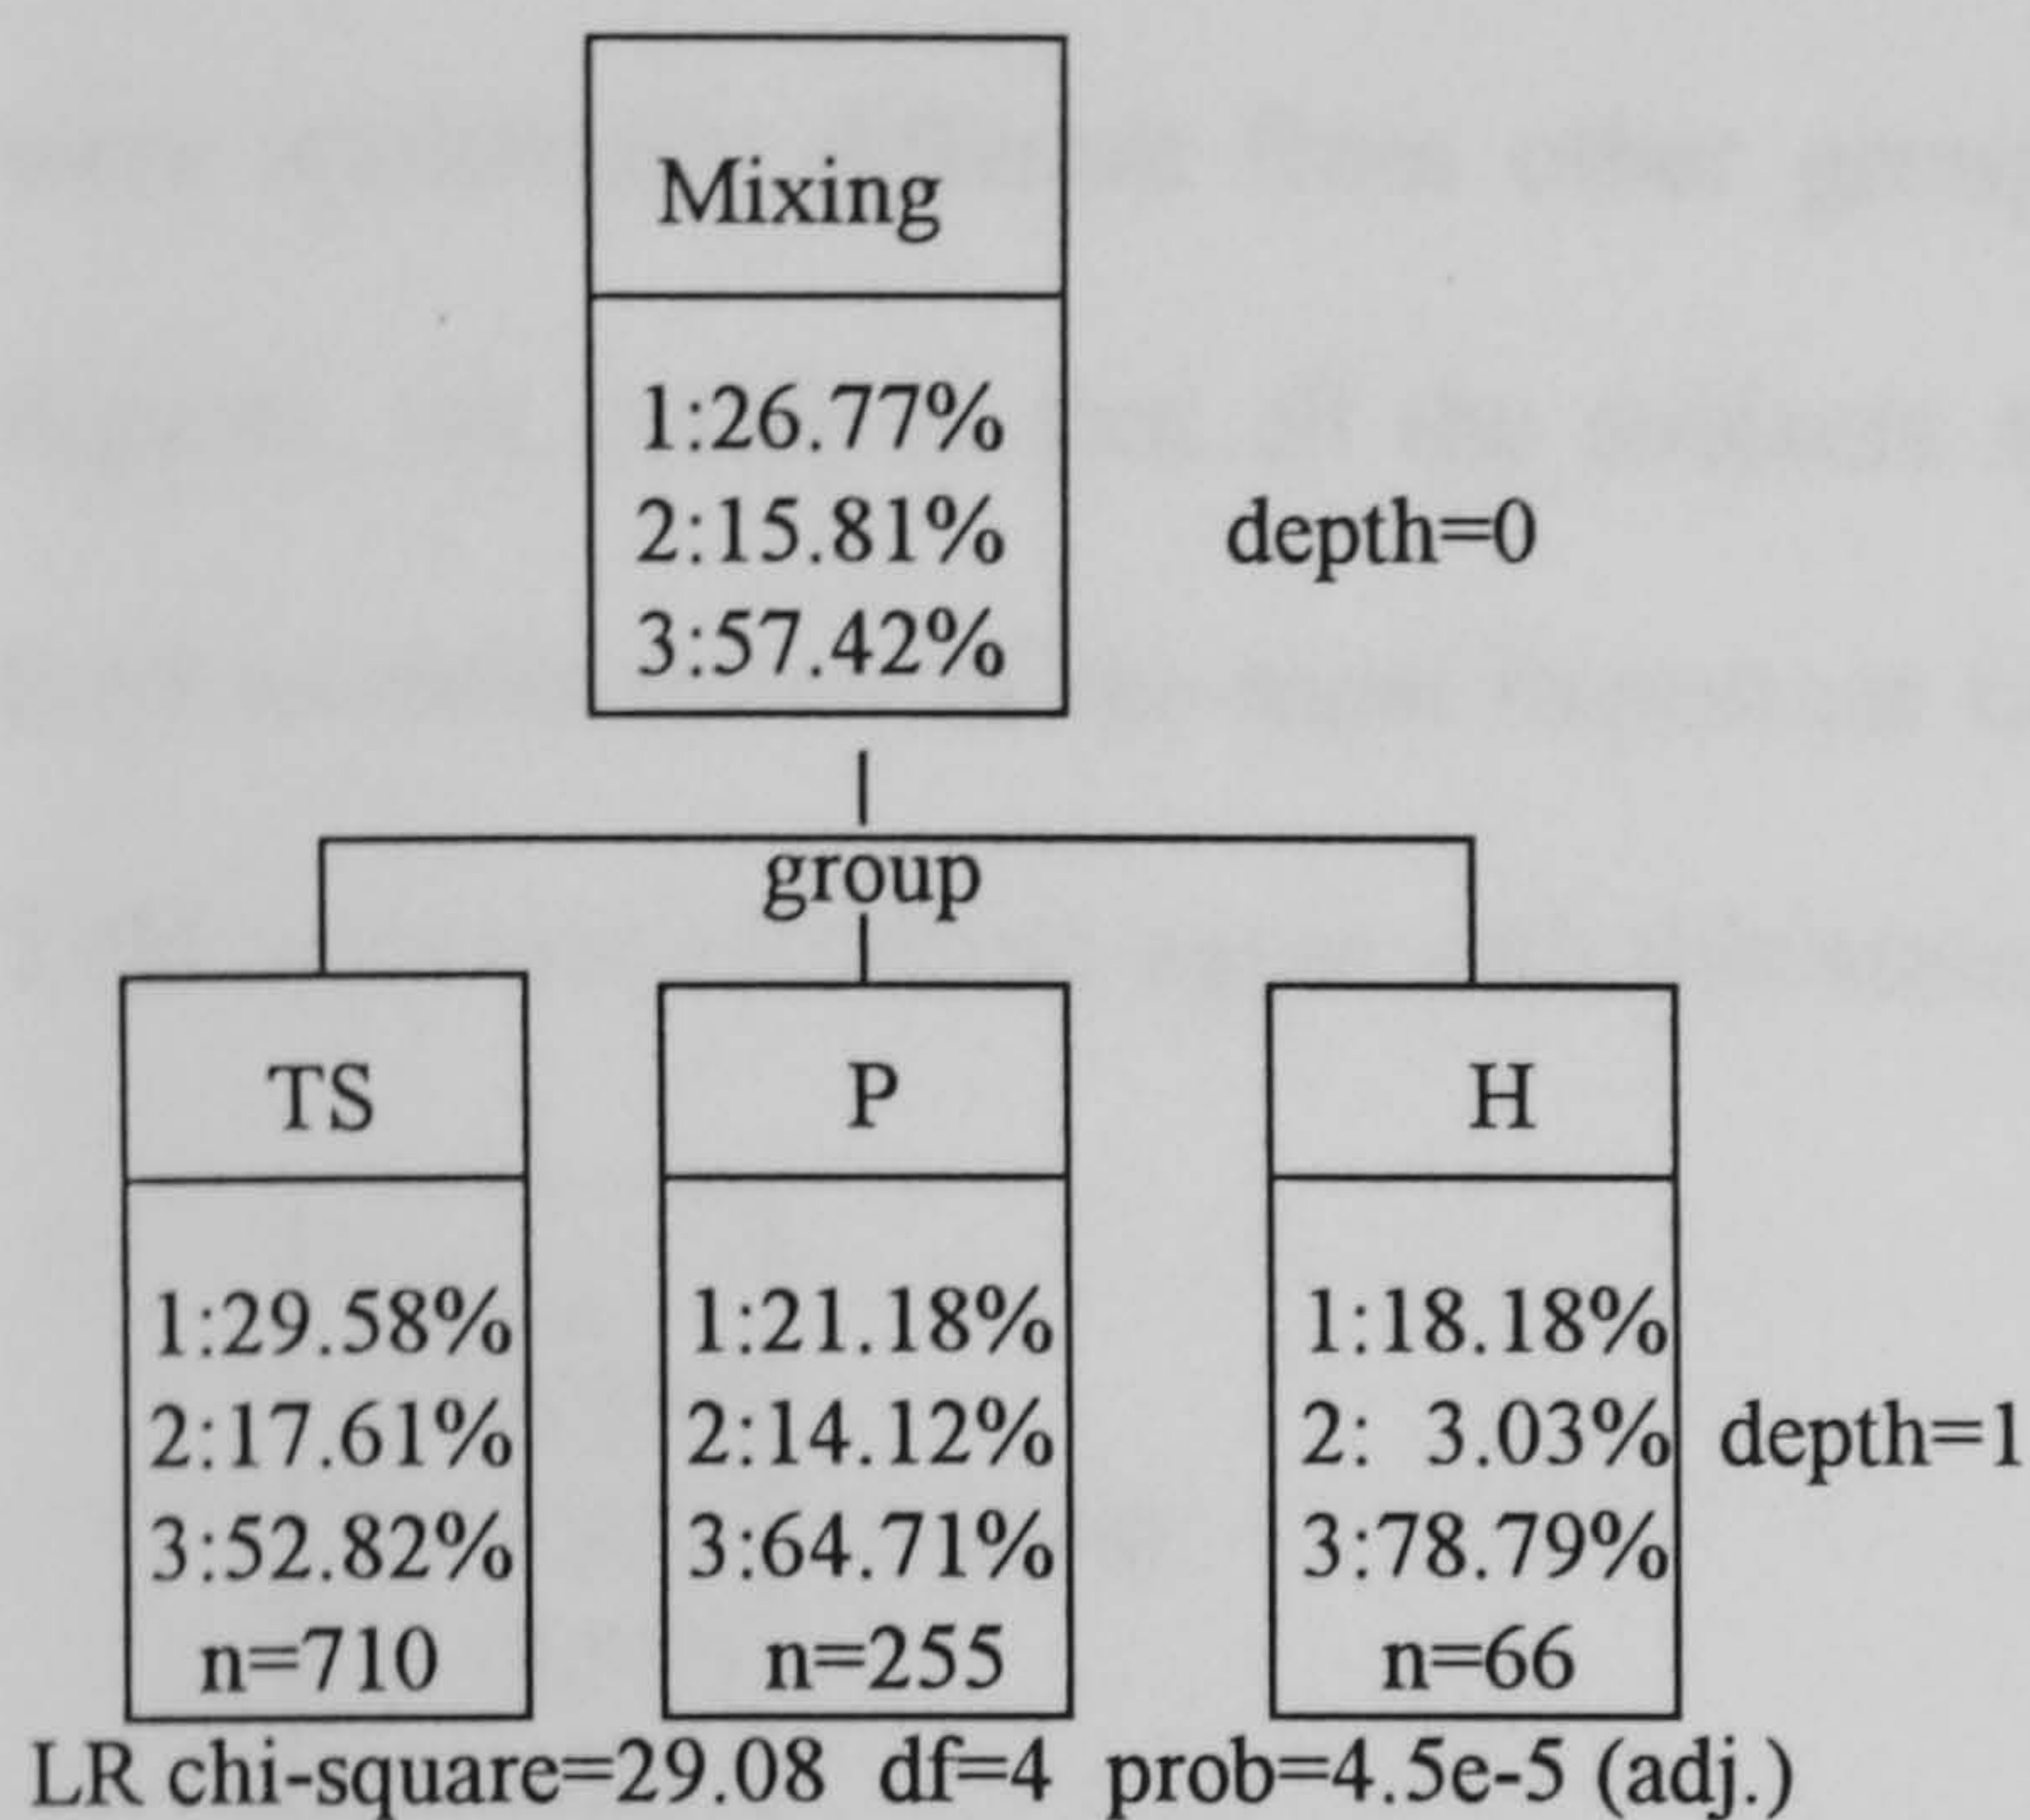 Mixing
1:26.77%
2:15.81%
3:57.42%
depth=0
group
TS
1:29.58%
2:17.61%
3:52.82%
n=710
P
1:21.18%
2:14.12%
3:64.71%
n=255
H
1:18.18%
2: 3.03%
3:78.79%
n=66
depth=1
LR chi-square=29.08 df=4 prob=4.5e-5 (adj.)